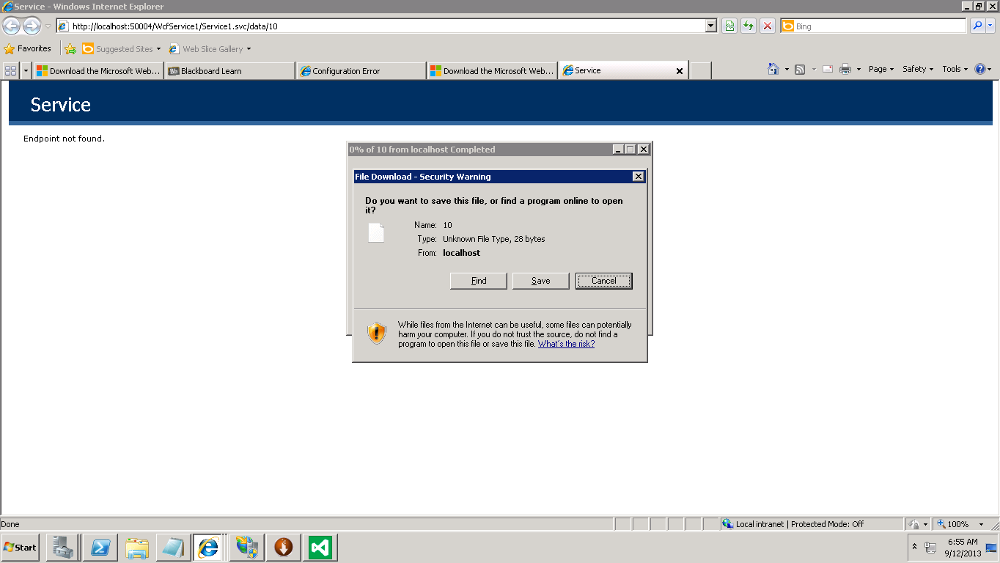 Service - Windows Internet Explorer
http://localhost:50004/WcfService1/Service1.svc/data/10
Bing
Favorites
Suggested Sites
Web Slice Gallery
Download the Microsoft Web...
Bb
Blackboard Learn
Configuration Error
Download the Microsoft Web...
Service
Page
Safety
Tools
Service
Endpoint not found.
0% of 10 from localhost Completed
File Download - Security Warning
Do you want to save this file, or find a program online to open
it?
Name: 10
Type: Unknown File Type, 28 bytes
From: localhost
Find
Save
Cancel
While files from the Internet can be useful, some files can potentially
harm your computer. If you do not trust the source, do not find a
program to open this file or save this file. What's the risk?
Done
Local intranet | Protected Mode: Off
100%
Start
6:55 AM
9/12/2013